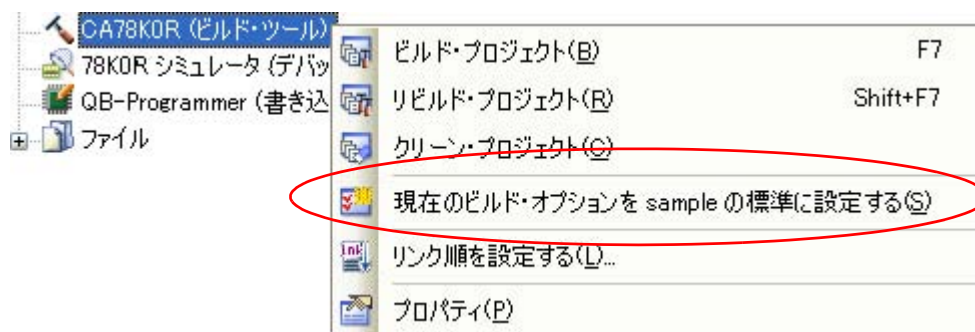 CA78K0R (ビルド・ツール)
78K0R シミュレータ (デバッ
QB-Programmer (書き込
ファイル
ビルド・プロジェクト(B) F7
リビルド・プロジェクト(R) Shift+F7
クリーン・プロジェクト(C)
現在のビルド・オプションを sample の標準に設定する(S)
リンク順を設定する(L)...
プロパティ(P)